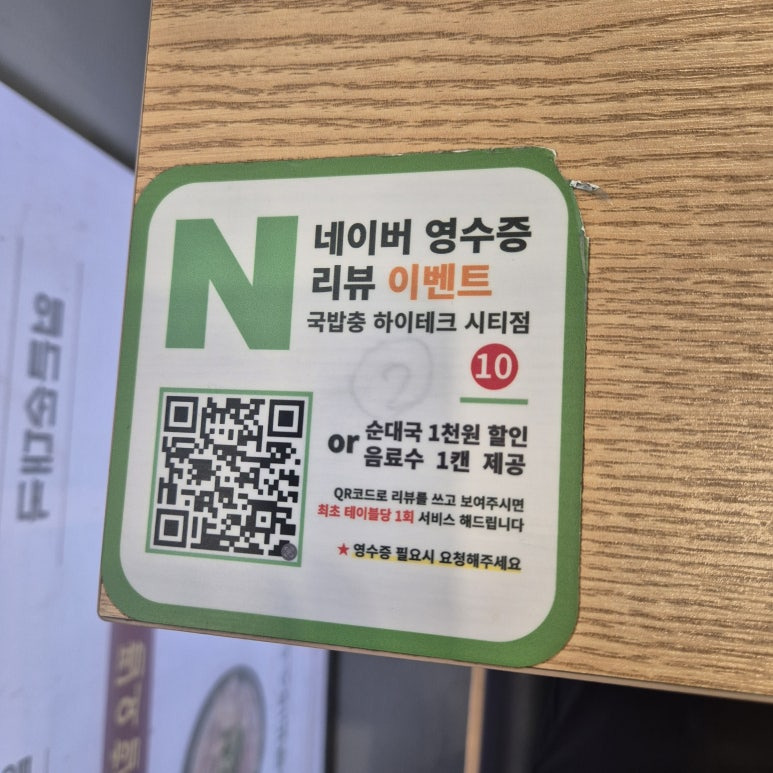 N
네이버 영수증
리뷰 이벤트
국밥충 하이테크 시티점
10
or 순대국 1천원 할인
음료수 1캔 제공
QR코드로 리뷰를 쓰고 보여주시면
최초 테이블당 1회 서비스 해드립니다
★ 영수증 필요시 요청해주세요